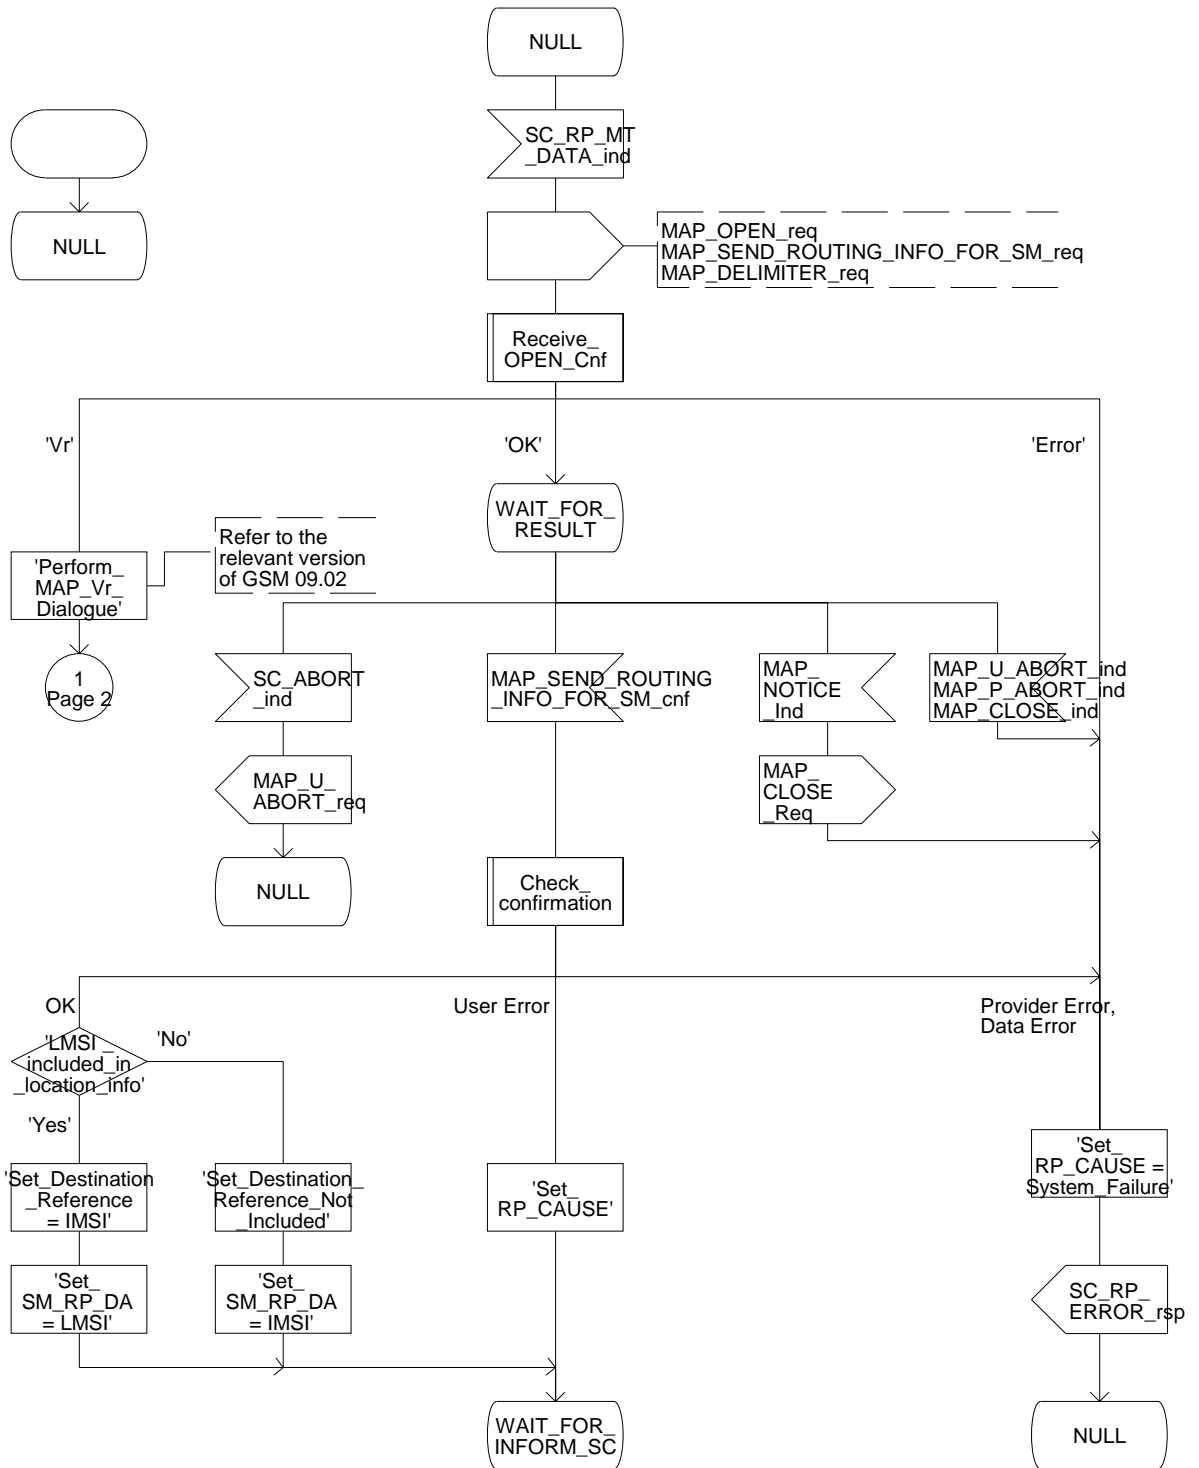 NULL
SC_RP_MT
_DATA_ind
NULL
MAP_OPEN_req
MAP_SEND_ROUTING_INFO_FOR_SM_req
MAP_DELIMITER_req
Receive_
OPEN_Cnf
'Vr'
'OK'
'Error'
WAIT_FOR_
RESULT
Refer to the
relevant version
of GSM 09.02
'Perform_
MAP_Vr_
Dialogue'
1
Page 2
SC_ABORT
_ind
MAP_SEND_ROUTING
_INFO_FOR_SM_cnf
MAP_
NOTICE
_Ind
MAP_U_ABORT_ind
MAP_P_ABORT_ind
MAP_CLOSE_ind
MAP_U_
ABORT_req
MAP_
CLOSE
_Req
NULL
Check_
confirmation
OK
User Error
Provider Error,
Data Error
'LMSI_
included_in
_location_info'
'No'
'Yes'
'Set_Destination
_Reference
= IMSI'
'Set_Destination_
Reference_Not
_Included'
'Set_
RP_CAUSE'
'Set_
RP_CAUSE =
System_Failure'
'Set_
SM_RP_DA
= LMSI'
'Set_
SM_RP_DA
= IMSI'
SC_RP_
ERROR_rsp
WAIT_FOR_
INFORM_SC
NULL